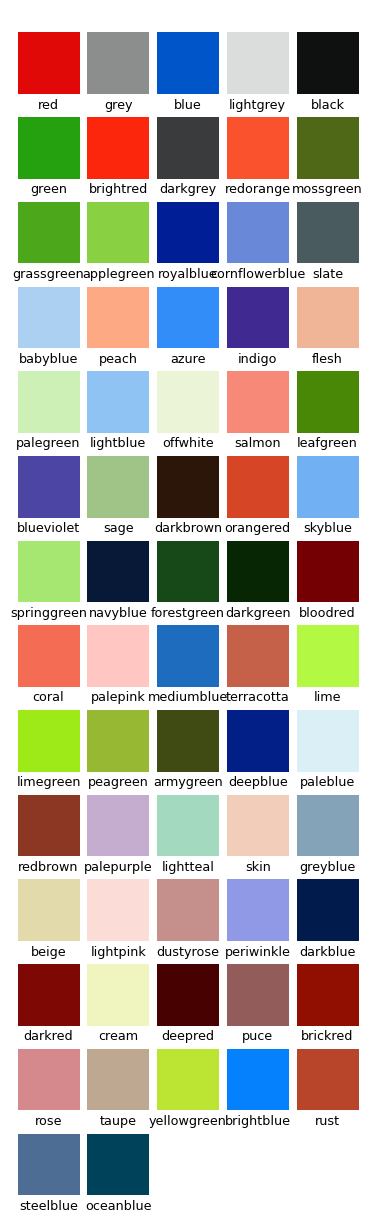 red grey blue lightgrey black
green brightred darkgrey redorange mossgreen
grassgreen applegreen royalblue cornflowerblue slate
babyblue peach azure indigo flesh
palegreen lightblue offwhite salmon leafgreen
blueviolet sage darkbrown orangered skyblue
springgreen navyblue forestgreen darkgreen bloodred
coral palepink mediumblue terracotta lime
limegreen peagreen armygreen deepblue paleblue
redbrown palepurple lightteal skin greyblue
beige lightpink dustyrose periwinkle darkblue
darkred cream deepred puce brickred
rose taupe yellowgreen brightblue rust
steelblue oceanblue